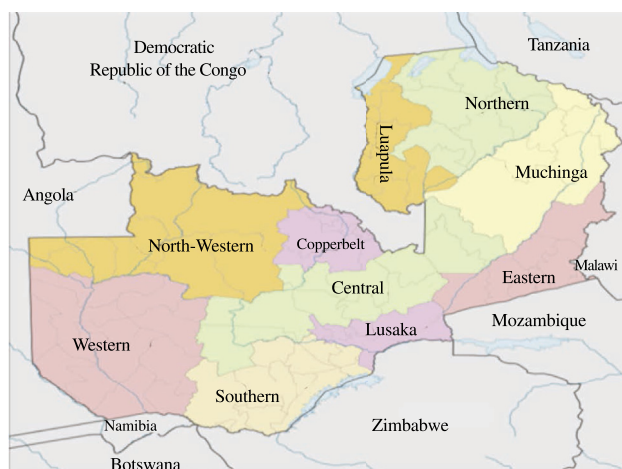 Democratic
Republic of the Congo
Tanzania
Northern
Luapula
Muchinga
Angola
North-Western
Copperbelt
Malawi
Eastern
Central
Mozambique
Lusaka
Western
Southern
Zimbabwe
Namibia
Botswana